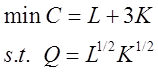 min C = L + 3K
s.t. Q = L^{1/2} K^{1/2}